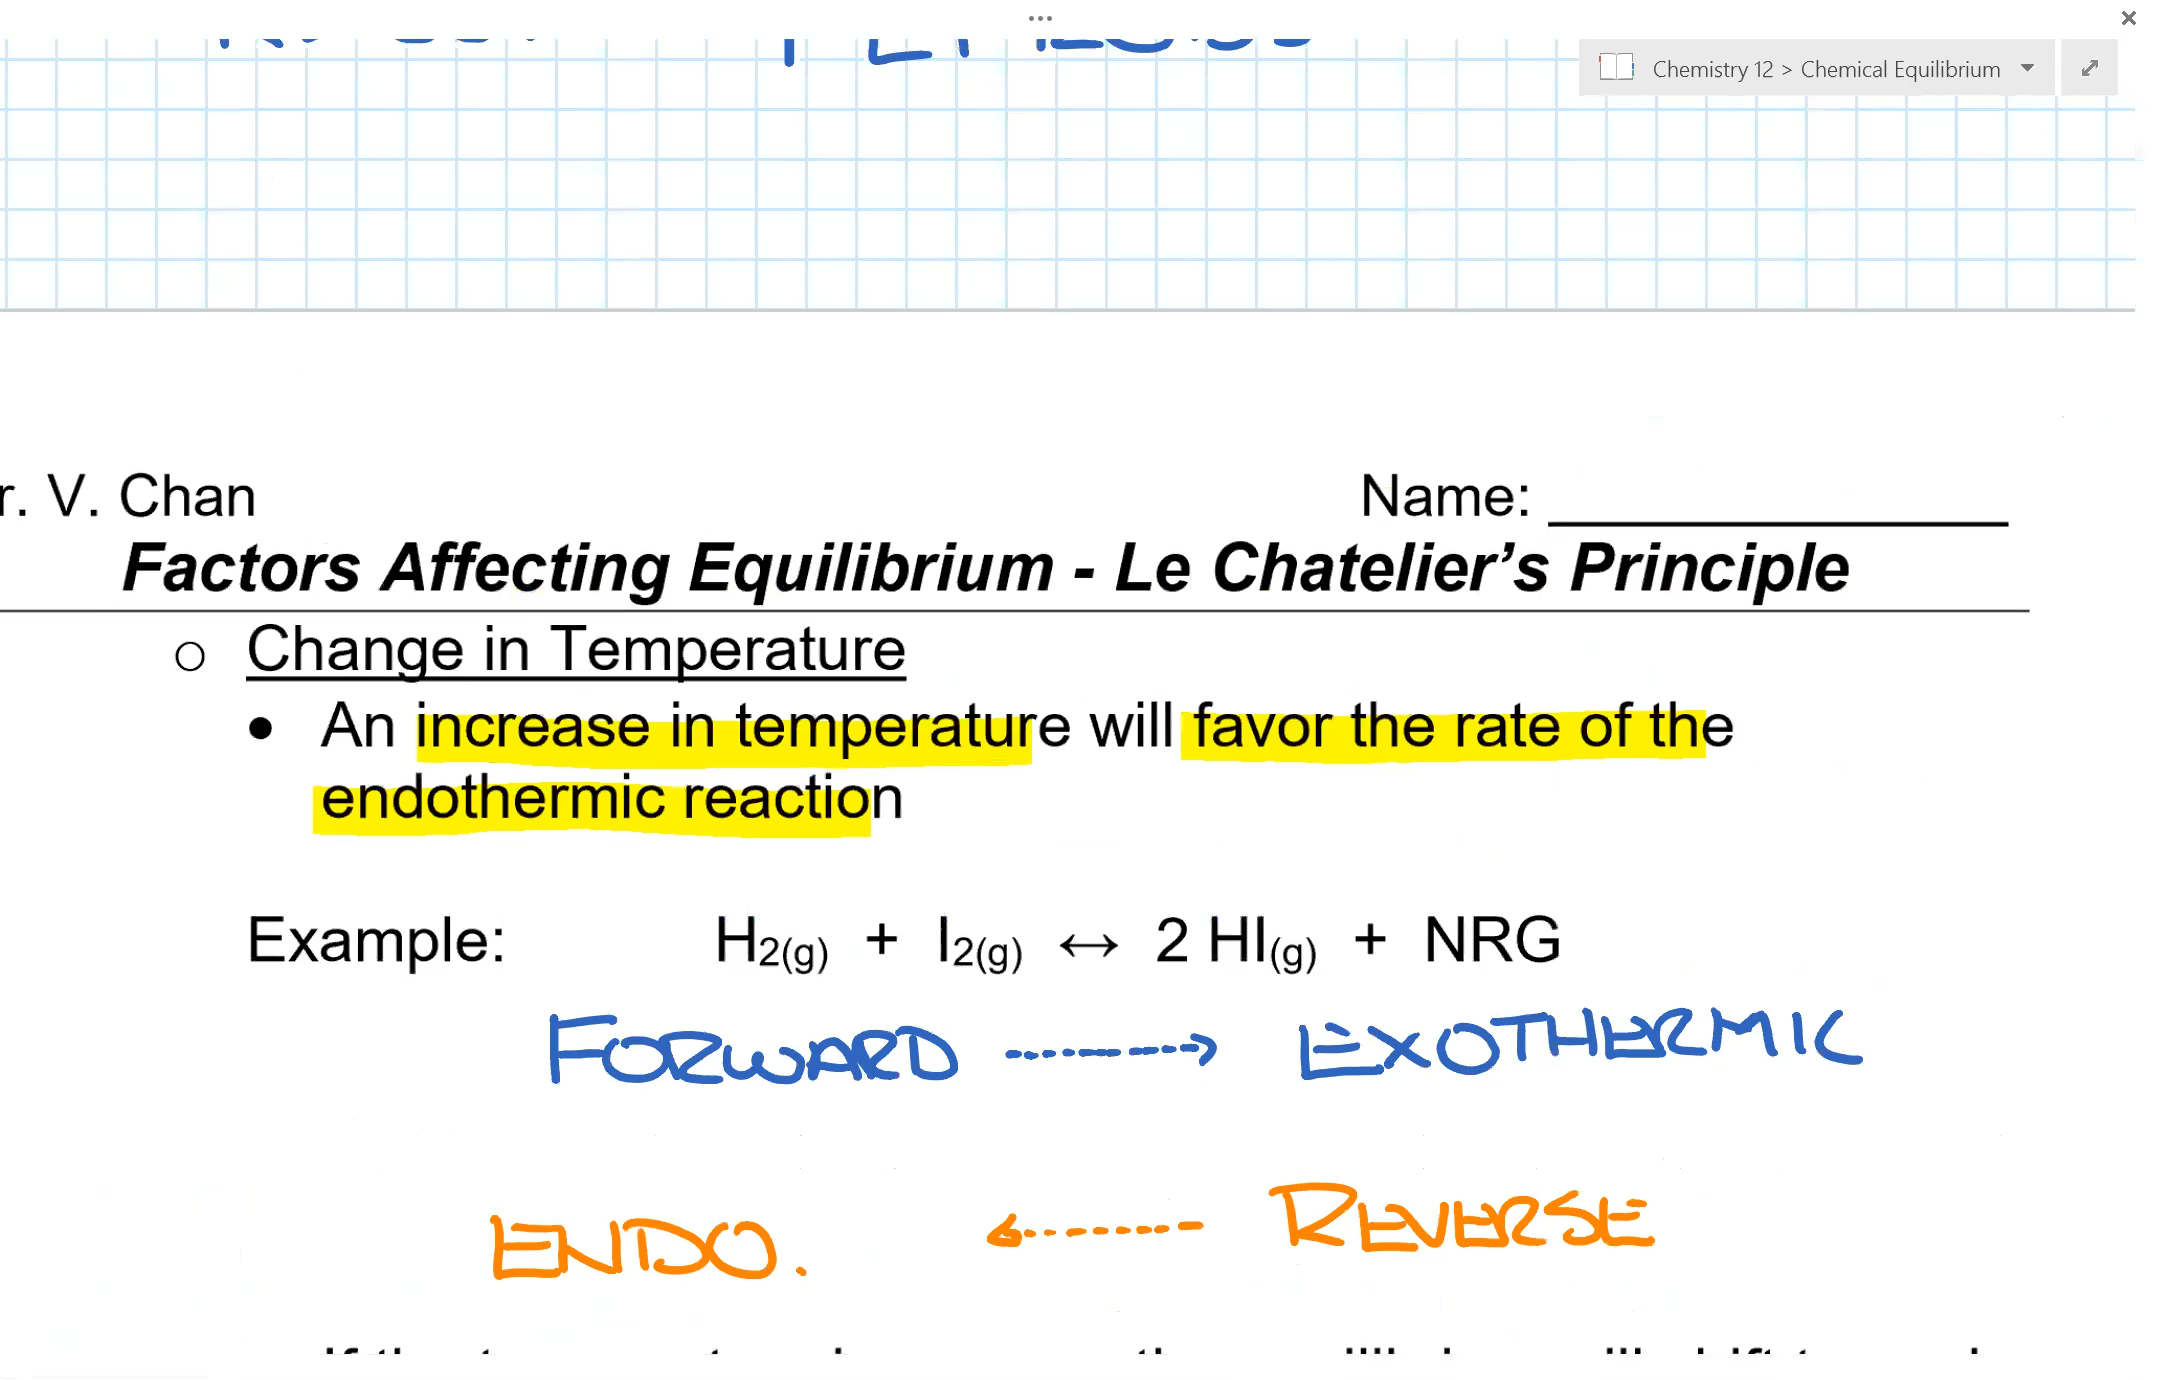 Chemistry 12 > Chemical Equilibrium
r. V. Chan Name:
Factors Affecting Equilibrium - Le Chatelier’s Principle
Change in Temperature
• An increase in temperature will favor the rate of the
endothermic reaction
Example: H2(g) + I2(g) ↔ 2 HI(g) + NRG
FORWARD → EXOTHERMIC
ENDO. ← REVERSE